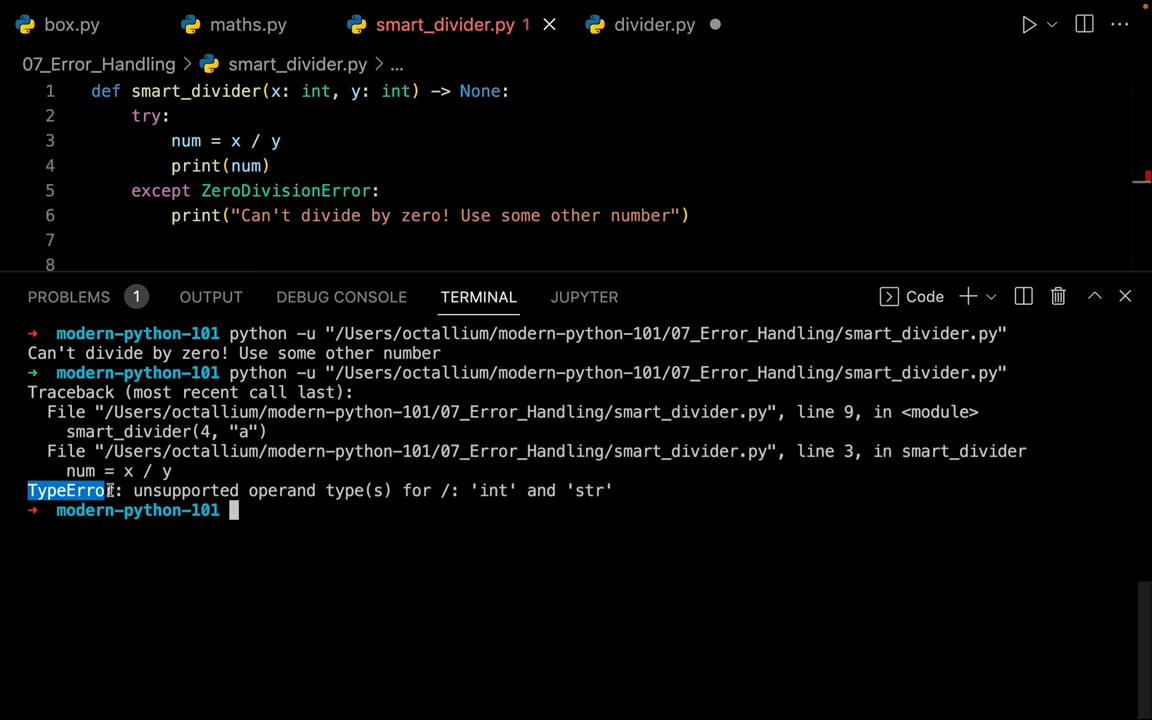 box.py maths.py smart_divider.py 1 divider.py
07_Error_Handling > smart_divider.py > ...
1 def smart_divider(x: int, y: int) -> None:
2 try:
3 num = x / y
4 print(num)
5 except ZeroDivisionError:
6 print("Can't divide by zero! Use some other number")
7
8
PROBLEMS 1 OUTPUT DEBUG CONSOLE TERMINAL JUPYTER Code
→ modern-python-101 python -u "/Users/octallium/modern-python-101/07_Error_Handling/smart_divider.py"
Can't divide by zero! Use some other number
→ modern-python-101 python -u "/Users/octallium/modern-python-101/07_Error_Handling/smart_divider.py"
Traceback (most recent call last):
File "/Users/octallium/modern-python-101/07_Error_Handling/smart_divider.py", line 9, in <module>
smart_divider(4, "a")
File "/Users/octallium/modern-python-101/07_Error_Handling/smart_divider.py", line 3, in smart_divider
num = x / y
TypeError: unsupported operand type(s) for /: 'int' and 'str'
→ modern-python-101